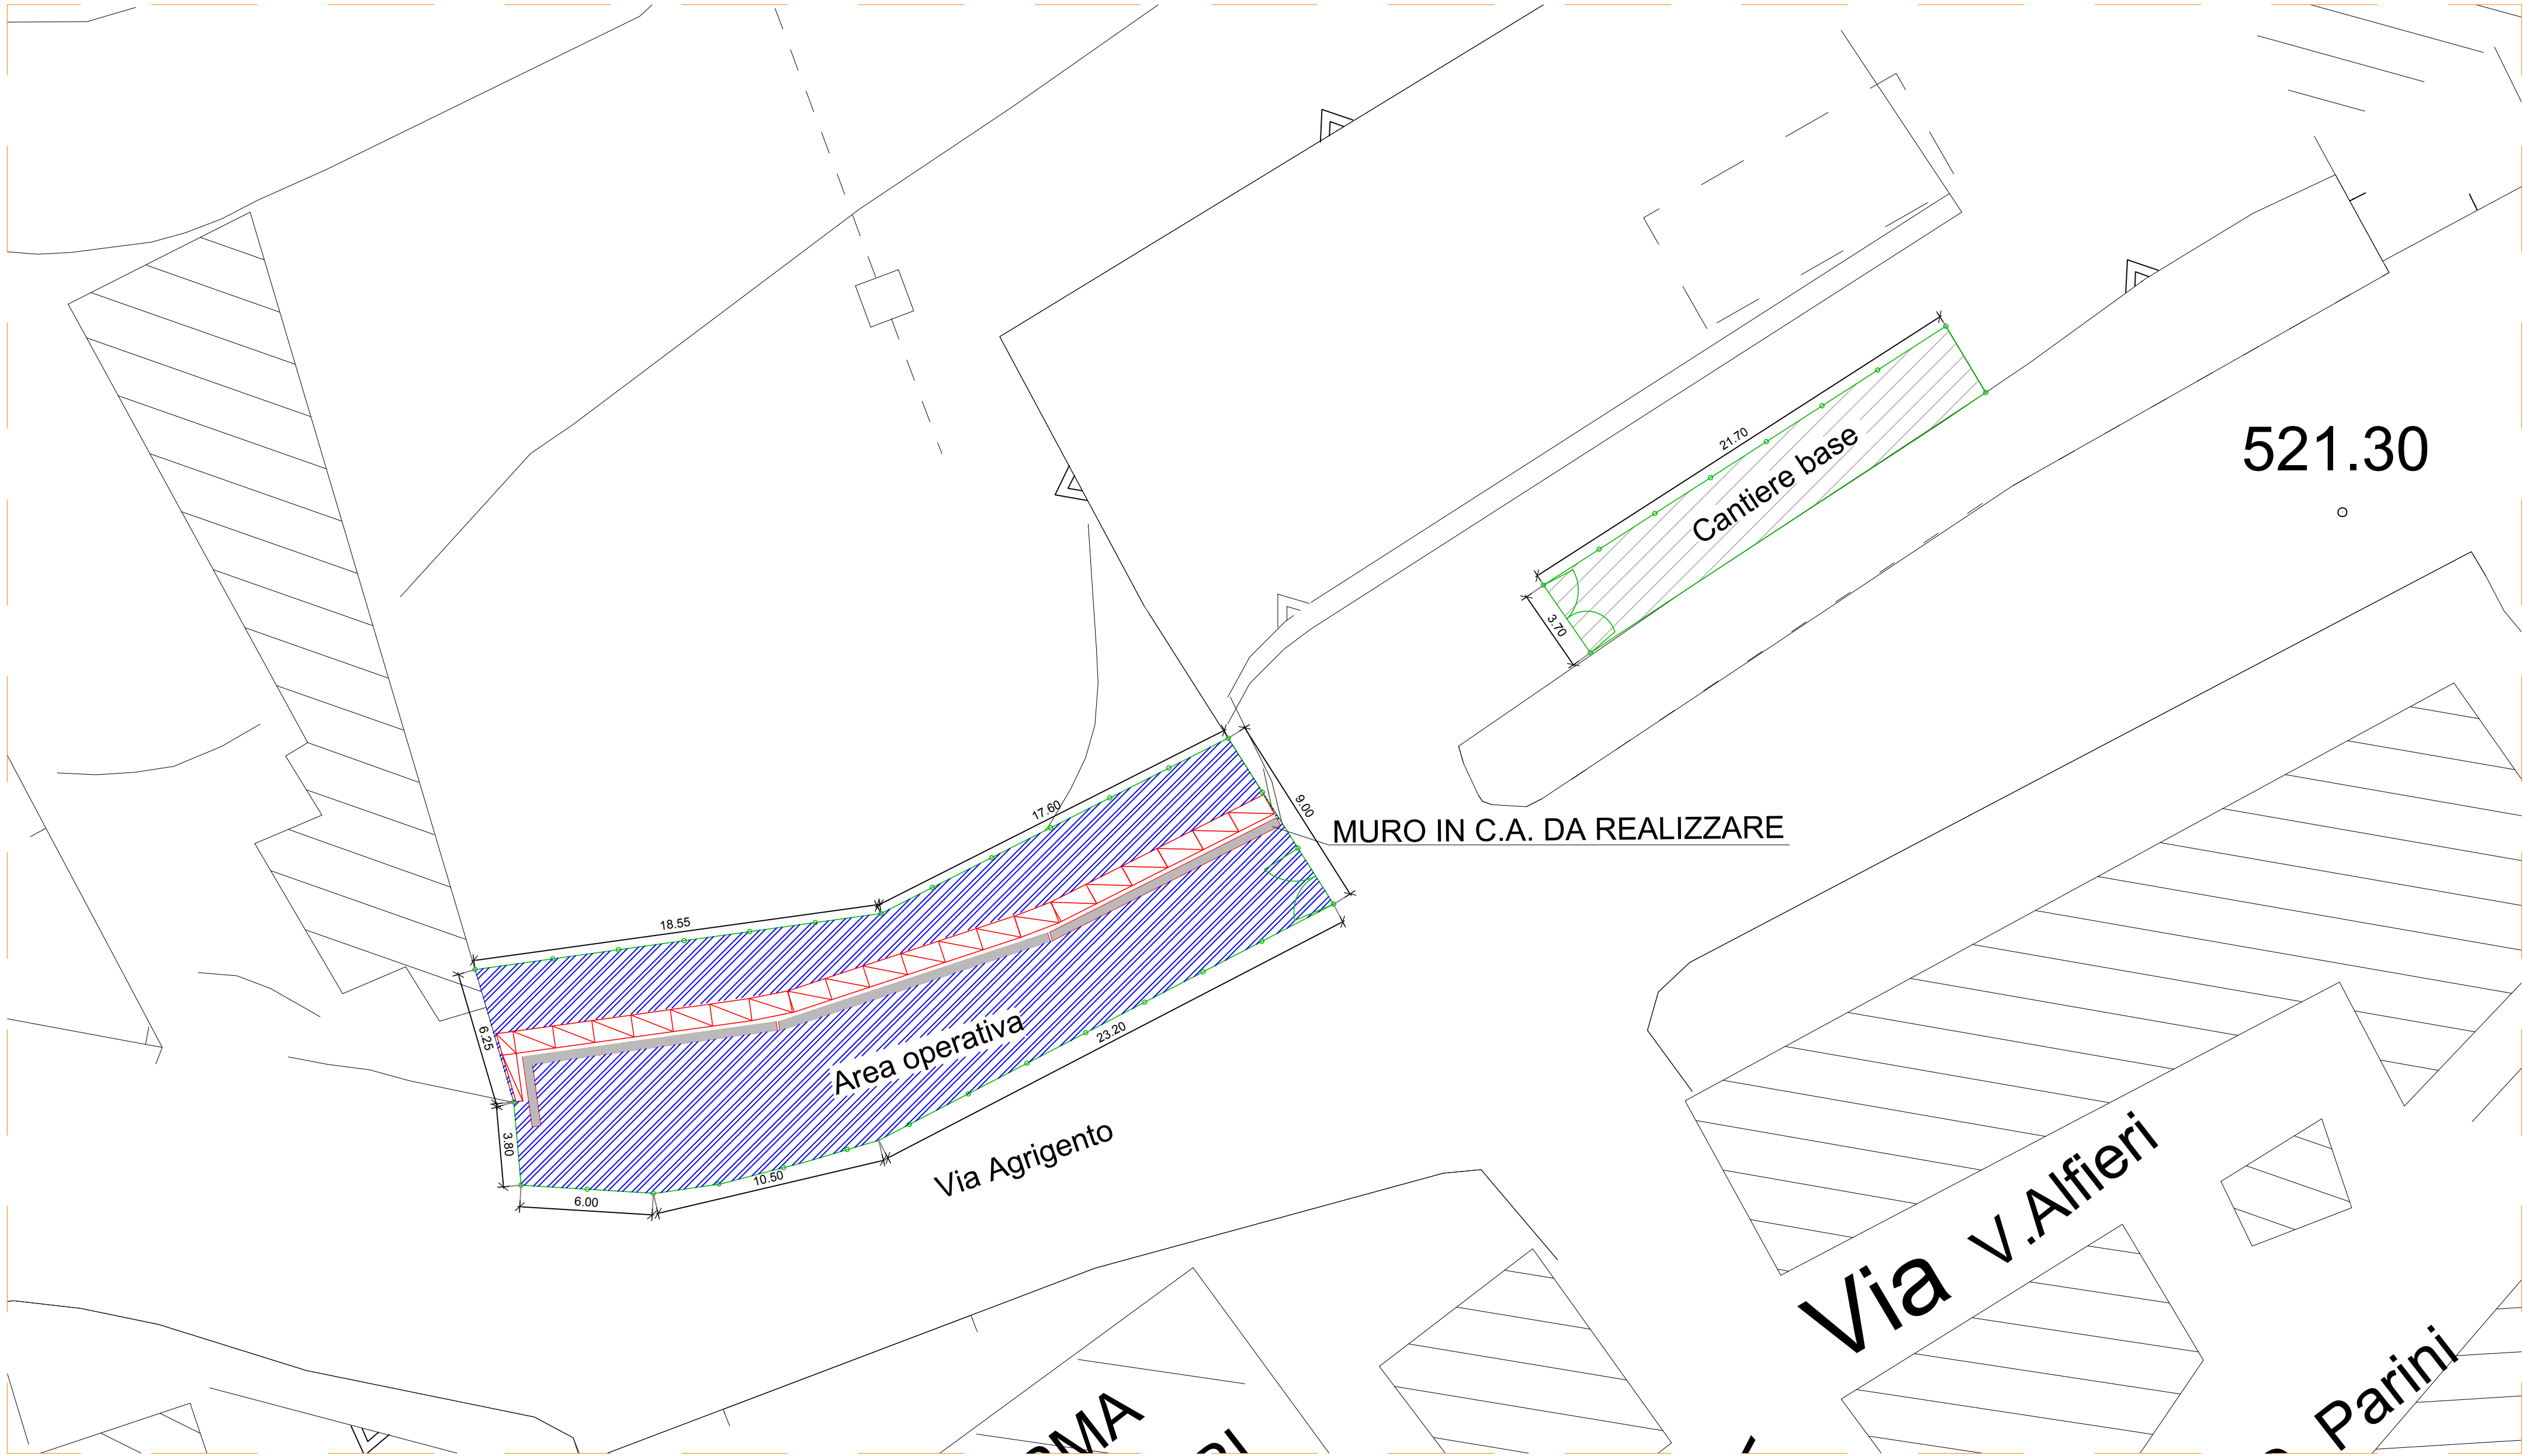 521.30
21.70
Cantiere base
3.70
17.60
9.00
MURO IN C.A. DA REALIZZARE
18.55
6.25
Area operativa
23.20
3.80
Via Agrigento
10.50
6.00
Via V.Alfieri
Parini